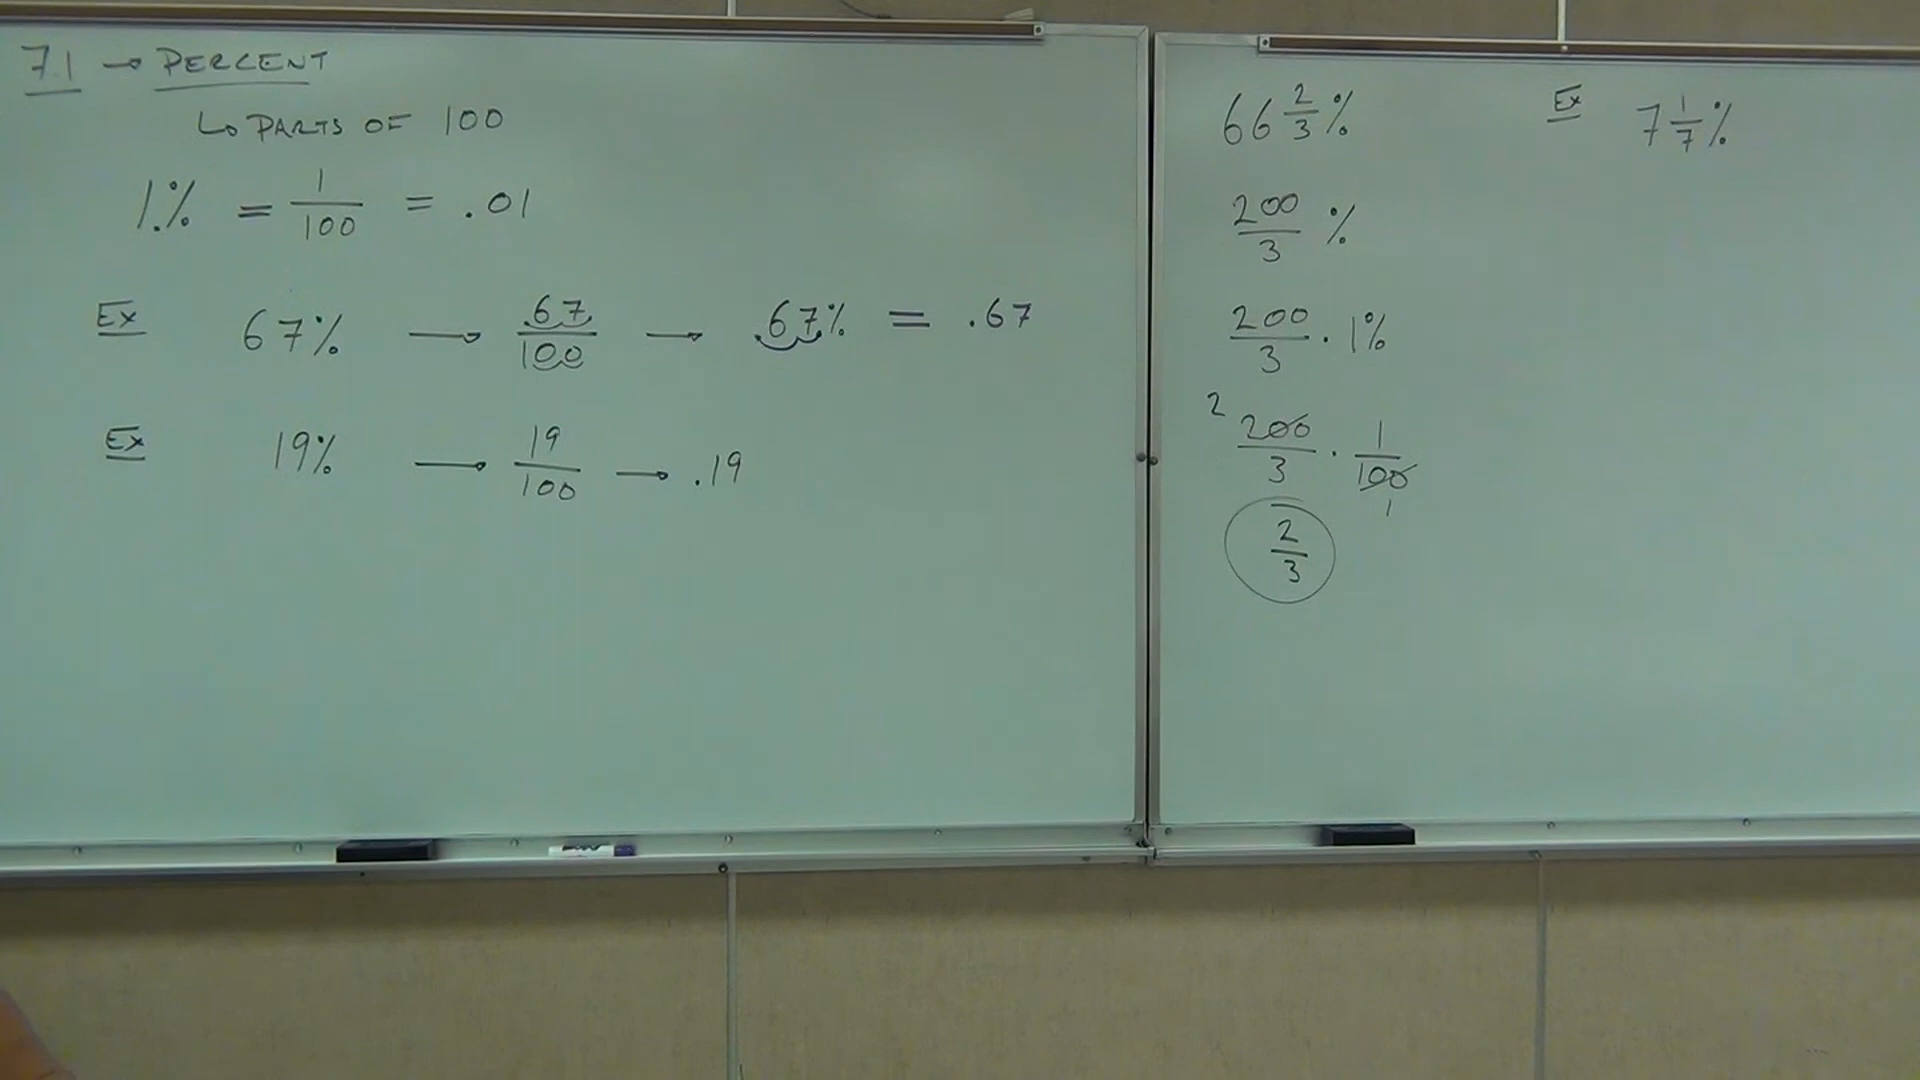 7.1 → PERCENT
↳ PARTS OF 100
1.% = 1/100 = .01
Ex 67% → .67/100 → .67% = .67
Ex 19% → 19/100 → .19
66 2/3 %
200/3 %
200/3 · 1%
2 200/3 · 1/100 1
2/3
Ex 7 1/7 %